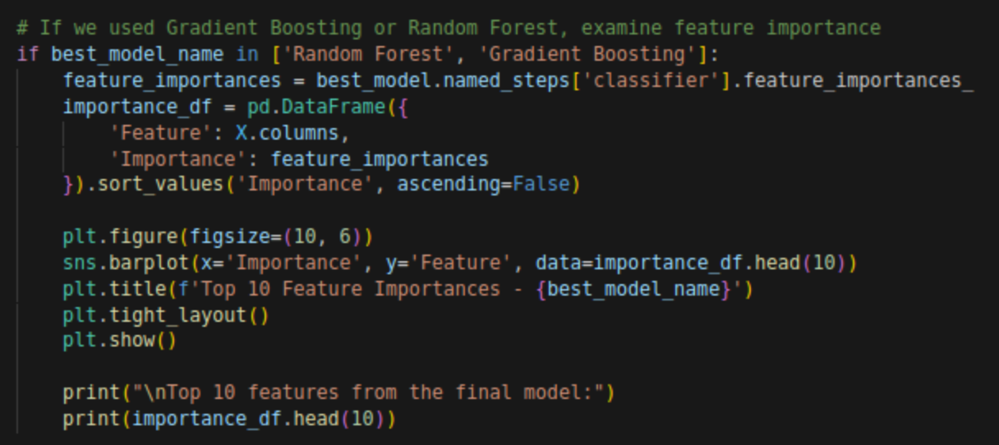 # If we used Gradient Boosting or Random Forest, examine feature importance
if best_model_name in ['Random Forest', 'Gradient Boosting']:
    feature_importances = best_model.named_steps['classifier'].feature_importances_
    importance_df = pd.DataFrame({
        'Feature': X.columns,
        'Importance': feature_importances
    }).sort_values('Importance', ascending=False)

    plt.figure(figsize=(10, 6))
    sns.barplot(x='Importance', y='Feature', data=importance_df.head(10))
    plt.title(f'Top 10 Feature Importances - {best_model_name}')
    plt.tight_layout()
    plt.show()

    print("\nTop 10 features from the final model:")
    print(importance_df.head(10))